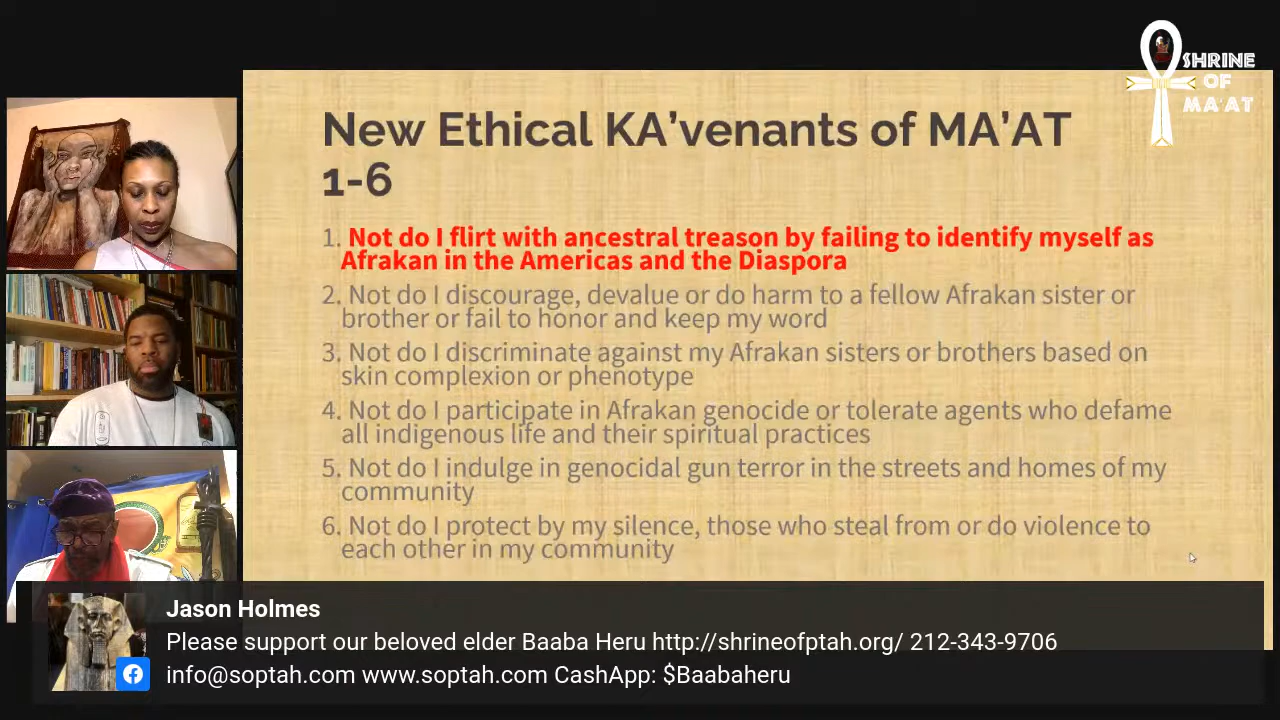 SHRINE
OF
MA'AT
New Ethical KA’venants of MA’AT
1-6
1. Not do I flirt with ancestral treason by failing to identify myself as
Afrakan in the Americas and the Diaspora
2. Not do I discourage, devalue or do harm to a fellow Afrakan sister or
brother or fail to honor and keep my word
3. Not do I discriminate against my Afrakan sisters or brothers based on
skin complexion or phenotype
4. Not do I participate in Afrakan genocide or tolerate agents who defame
all indigenous life and their spiritual practices
5. Not do I indulge in genocidal gun terror in the streets and homes of my
community
6. Not do I protect by my silence, those who steal from or do violence to
each other in my community
Jason Holmes
Please support our beloved elder Baaba Heru http://shrineofptah.org/ 212-343-9706
info@soptah.com www.soptah.com CashApp: $Baabaheru